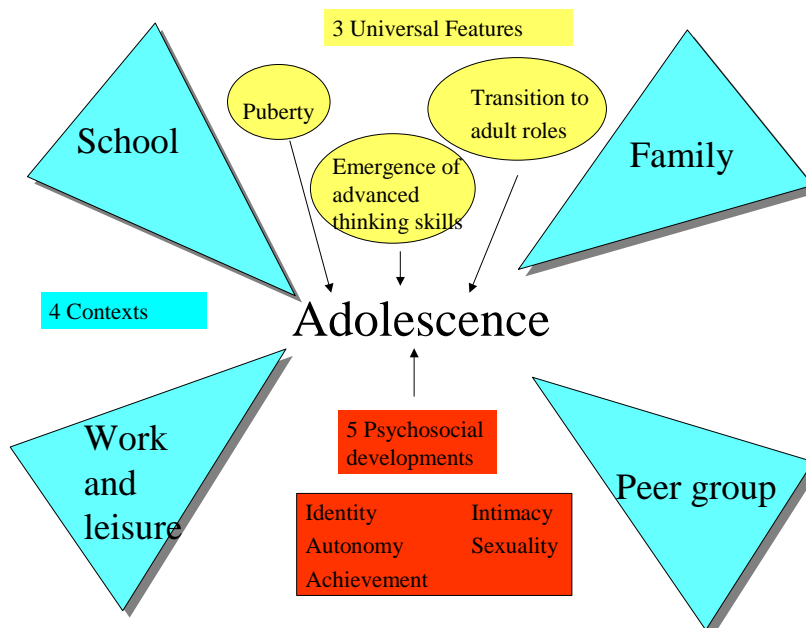 3 Universal Features
School
Puberty
Transition to
adult roles
Family
Emergence of
advanced
thinking skills
4 Contexts
Adolescence
Work
and
leisure
5 Psychosocial
developments
Peer group
Identity Intimacy
Autonomy Sexuality
Achievement